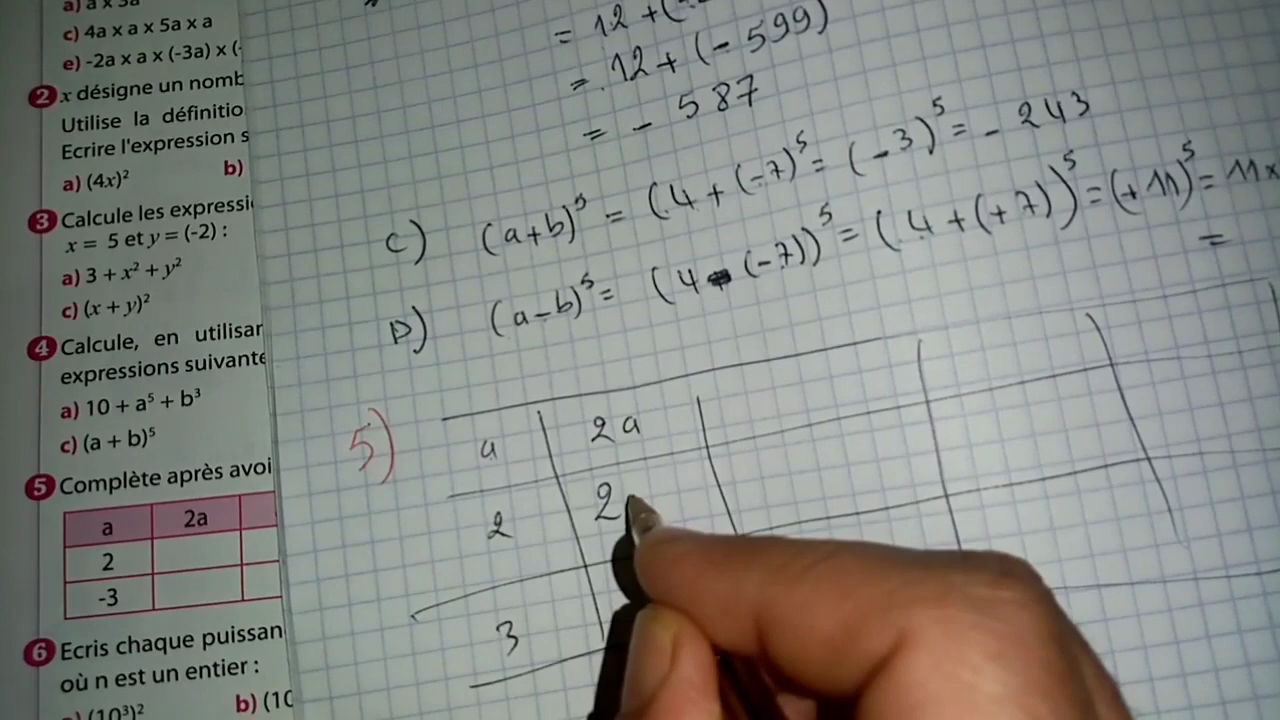 a) a x 3a
c) 4a x a x 5a x a
e) -2a x a x (-3a) x (-
2 x désigne un nomb
Utilise la définitio
Ecrire l'expression s
a) (4x)² b)
3 Calcule les expressi
x = 5 et y = (-2) :
a) 3 + x² + y²
c) (x + y)²
4 Calcule, en utilisar
expressions suivante
a) 10 + a⁵ + b³
c) (a + b)⁵
5 Complète après avoi
a 2a
2
-3
6 Ecris chaque puissan
où n est un entier :
a) (10³)² b) (10
= 12 + (-
= 12 + (- 599)
= - 587
C) (a+b)⁵ = (4 + (-7)⁵ = (-3)⁵ = - 243
D) (a-b)⁵ = (4 - (-7))⁵ = (4 + (+7))⁵ = (+11)⁵ = 11 x
=
5)
a 2a
2 2
3